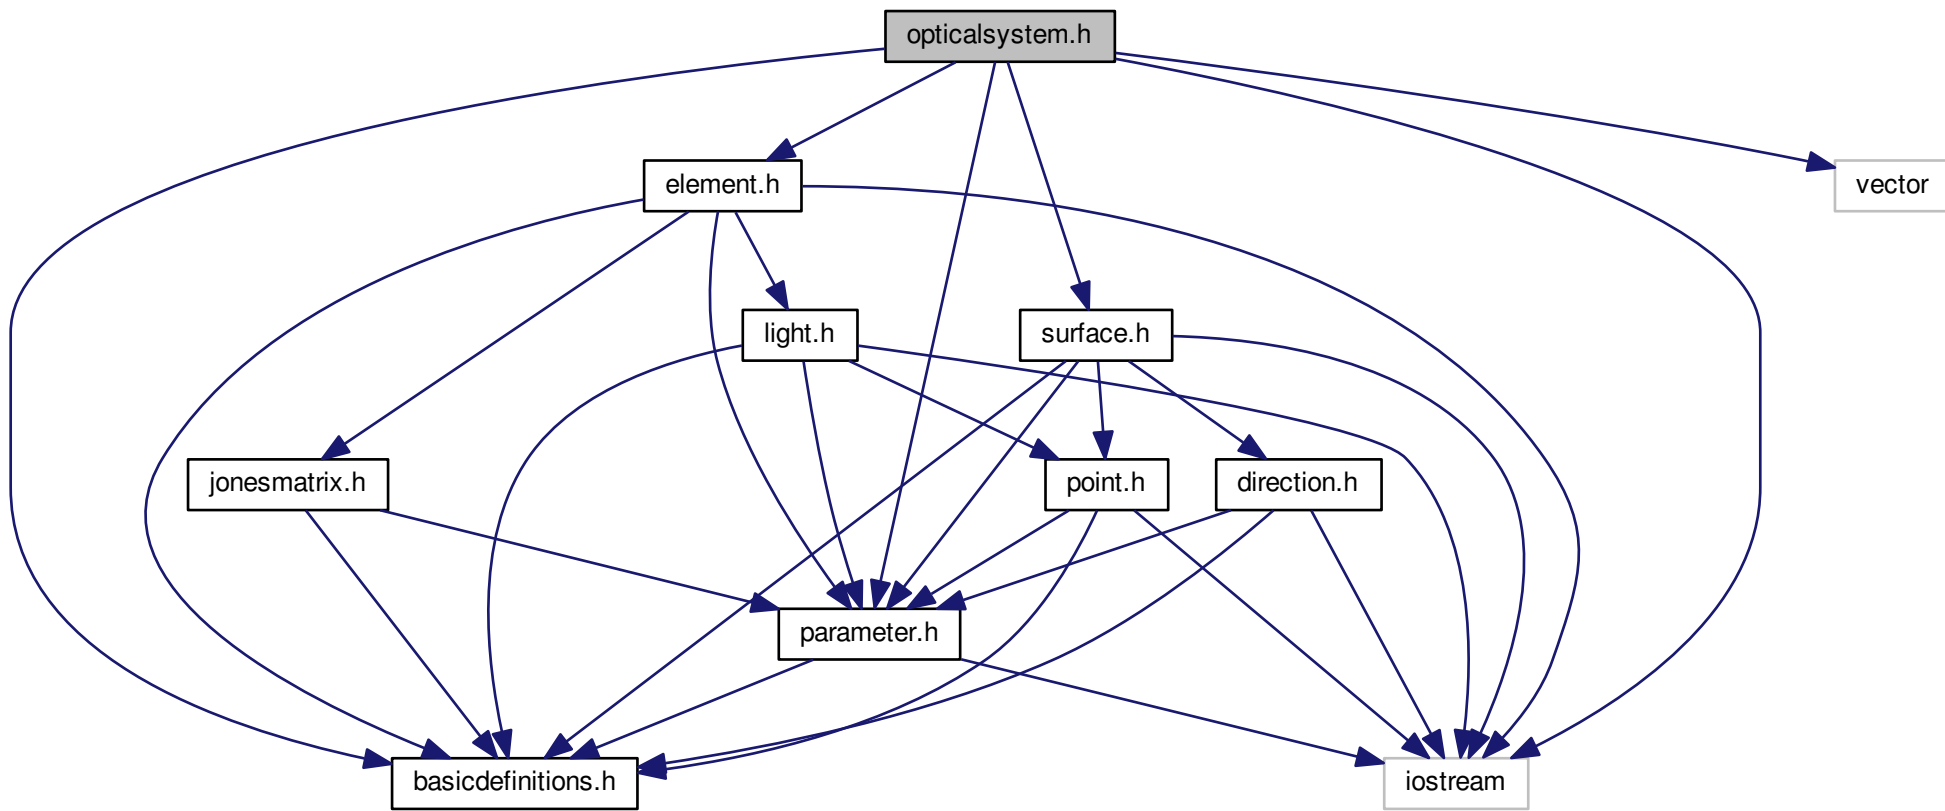 opticalsystem.h
element.h
vector
light.h
surface.h
jonesmatrix.h
point.h
direction.h
parameter.h
basicdefinitions.h
iostream